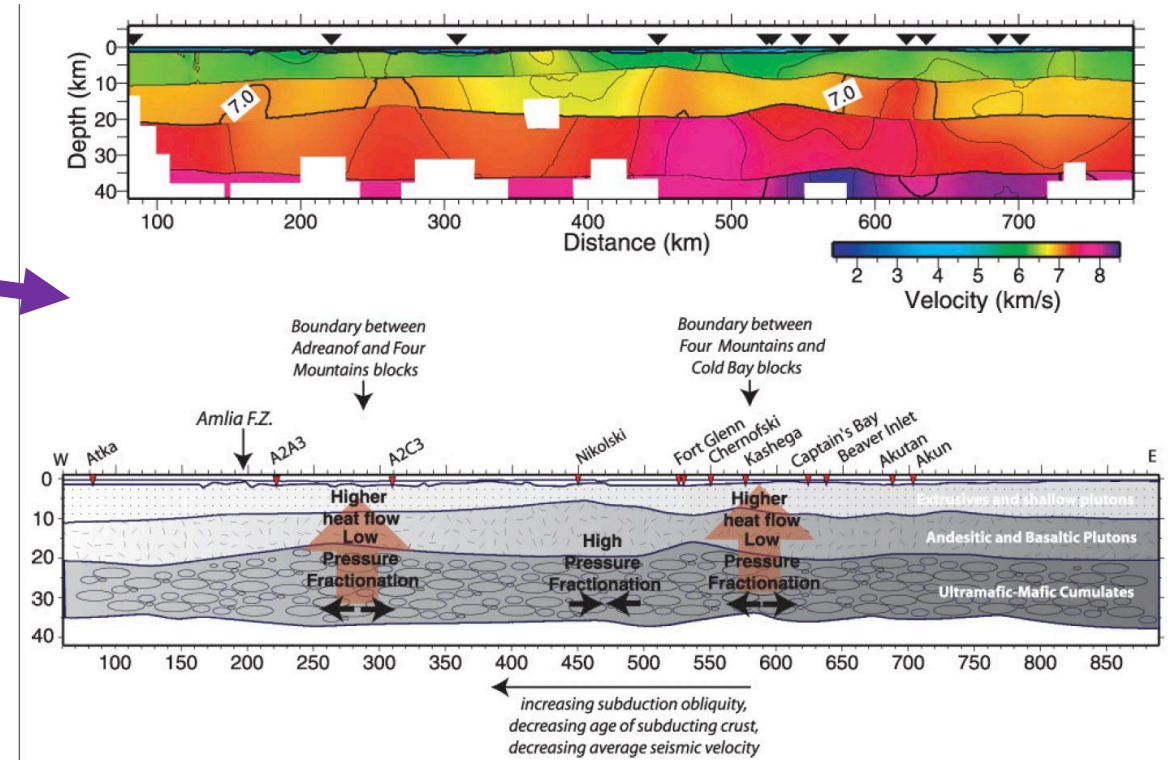 0
10
20
30
40
Depth (km)
7.0
7.0
100 200 300 400 500 600 700
Distance (km)
2 3 4 5 6 7 8
Velocity (km/s)
Boundary between
Adreanof and Four
Mountains blocks
Boundary between
Four Mountains and
Cold Bay blocks
Amlia F.Z.
W Atka A2A3 A2C3 Nikolski Fort Glenn Chernofski Kashega Captain's Bay Beaver Inlet Akutan Akun E
0
10
20
30
40
Higher
heat flow
Low
Pressure
Fractionation
High
Pressure
Fractionation
Higher
heat flow
Low
Pressure
Fractionation
Extrusives and shallow plutons
Andesitic and Basaltic Plutons
Ultramafic-Mafic Cumulates
100 150 200 250 300 350 400 450 500 550 600 650 700 750 800 850
increasing subduction obliquity,
decreasing age of subducting crust,
decreasing average seismic velocity